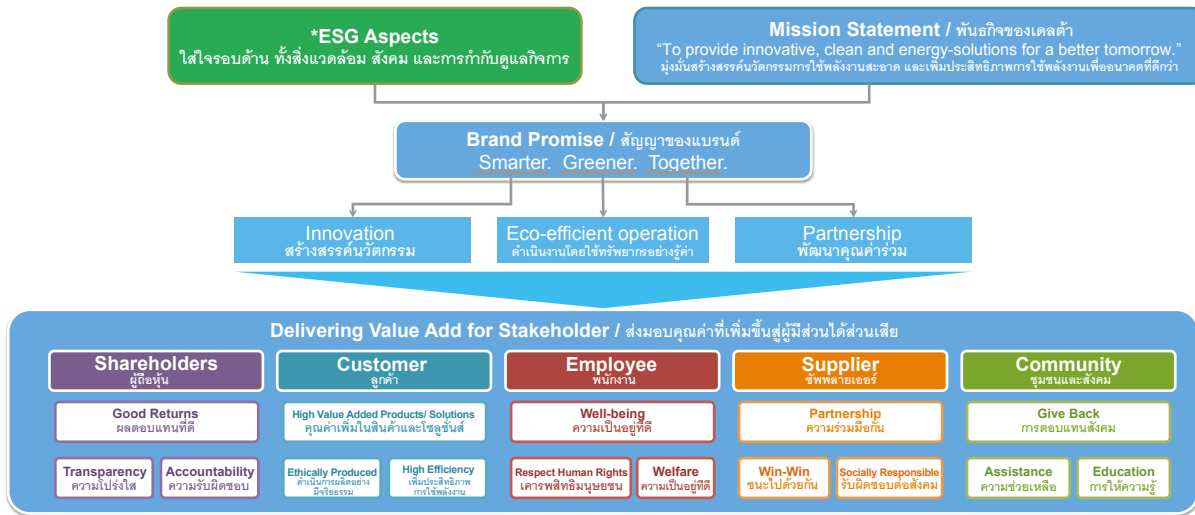 *ESG Aspects
ใส่ใจรอบด้าน ทั้งสิ่งแวดล้อม สังคม และการกำกับดูแลกิจการ
Mission Statement / พันธกิจของเดลต้า
“To provide innovative, clean and energy-solutions for a better tomorrow.”
มุ่งมั่นสร้างสรรค์นวัตกรรมการใช้พลังงานสะอาด และเพิ่มประสิทธิภาพการใช้พลังงานเพื่ออนาคตที่ดีกว่า
Brand Promise / สัญญาของแบรนด์
Smarter. Greener. Together.
Innovation
สร้างสรรค์นวัตกรรม
Eco-efficient operation
ดำเนินงานโดยใช้ทรัพยากรอย่างรู้ค่า
Partnership
พัฒนาคุณค่าร่วม
Delivering Value Add for Stakeholder / ส่งมอบคุณค่าที่เพิ่มขึ้นสู่ผู้มีส่วนได้ส่วนเสีย
Shareholders
ผู้ถือหุ้น
Good Returns
ผลตอบแทนที่ดี
Transparency
ความโปร่งใส
Accountability
ความรับผิดชอบ
Customer
ลูกค้า
High Value Added Products/ Solutions
คุณค่าเพิ่มในสินค้าและโซลูชั่นส์
Ethically Produced
ดำเนินการผลิตอย่าง
มีจริยธรรม
High Efficiency
เพิ่มประสิทธิภาพ
การใช้พลังงาน
Employee
พนักงาน
Well-being
ความเป็นอยู่ที่ดี
Respect Human Rights
เคารพสิทธิมนุษยชน
Welfare
ความเป็นอยู่ที่ดี
Supplier
ซัพพลายเออร์
Partnership
ความร่วมมือกัน
Win-Win
ชนะไปด้วยกัน
Socially Responsible
รับผิดชอบต่อสังคม
Community
ชุมชนและสังคม
Give Back
การตอบแทนสังคม
Assistance
ความช่วยเหลือ
Education
การให้ความรู้